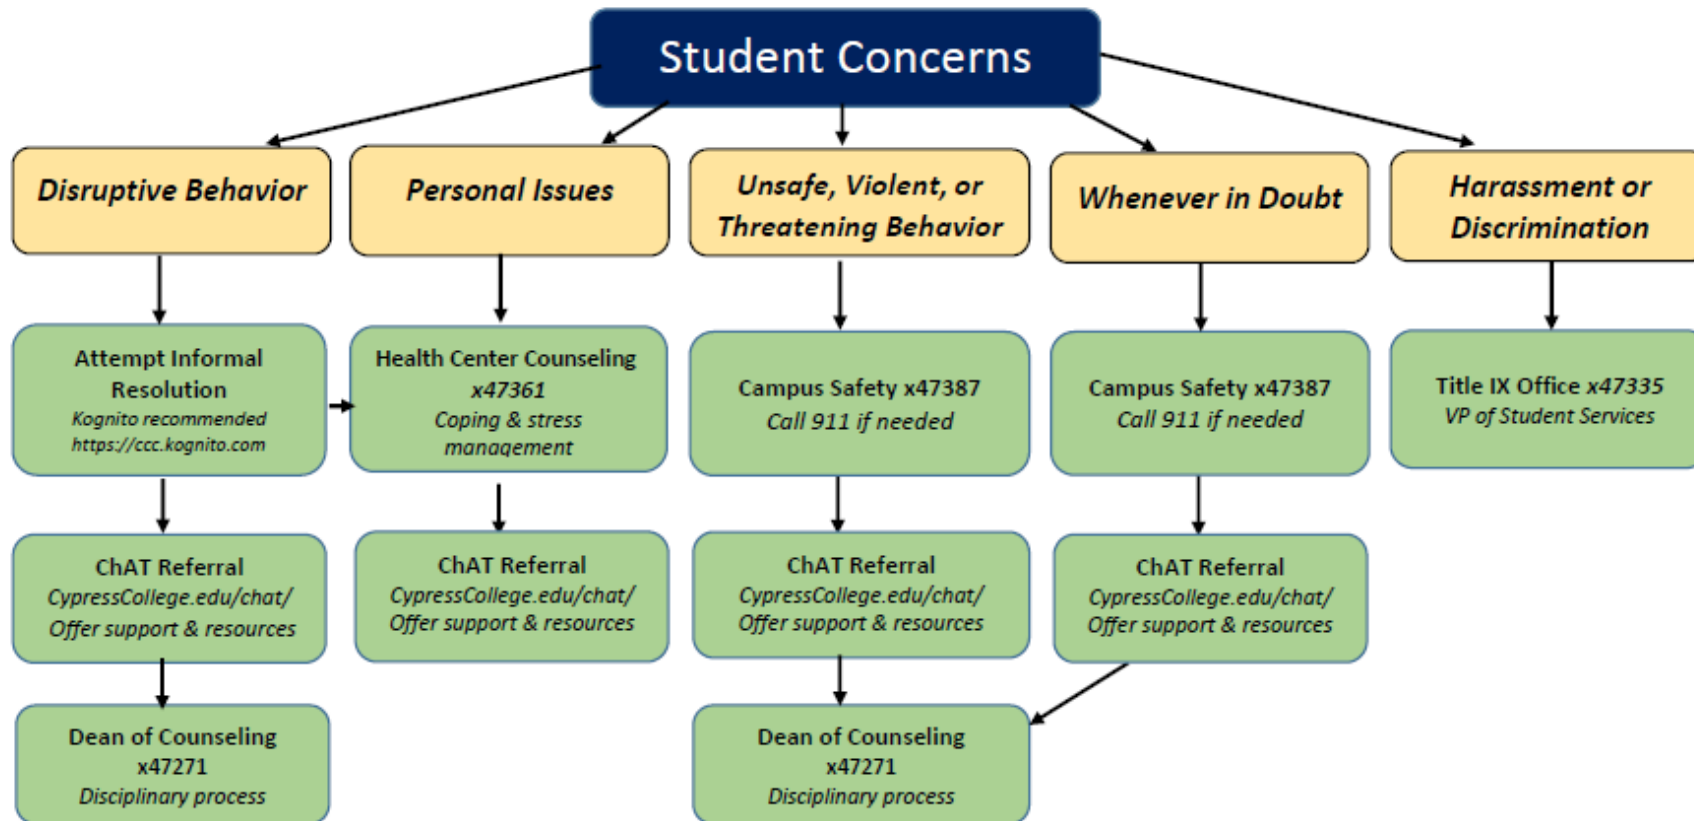 Student Concerns
Disruptive Behavior
Personal Issues
Unsafe, Violent, or
Threatening Behavior
Whenever in Doubt
Harassment or
Discrimination
Attempt Informal
Resolution
Kognito recommended
https://ccc.kognito.com
Health Center Counseling
x47361
Coping & stress
management
Campus Safety x47387
Call 911 if needed
Campus Safety x47387
Call 911 if needed
Title IX Office x47335
VP of Student Services
ChAT Referral
CypressCollege.edu/chat/
Offer support & resources
ChAT Referral
CypressCollege.edu/chat/
Offer support & resources
ChAT Referral
CypressCollege.edu/chat/
Offer support & resources
ChAT Referral
CypressCollege.edu/chat/
Offer support & resources
Dean of Counseling
x47271
Disciplinary process
Dean of Counseling
x47271
Disciplinary process